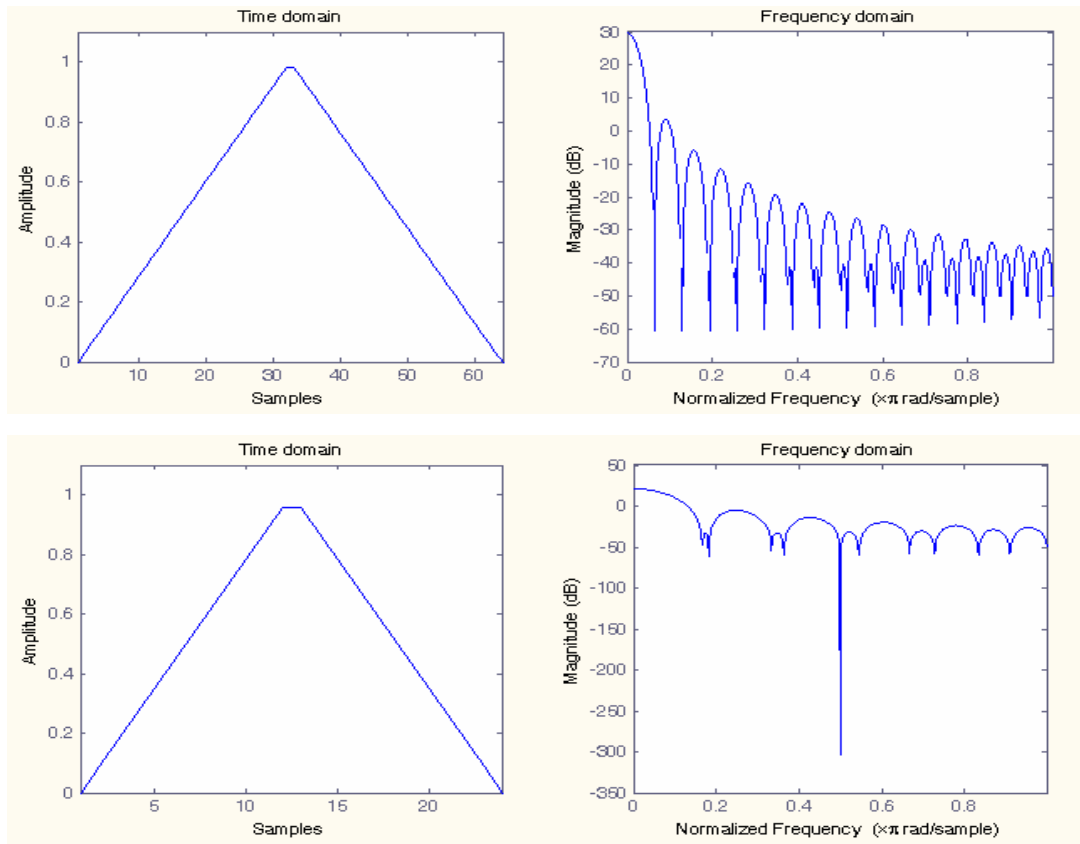 Time domain
Amplitude
1
0.8
0.6
0.4
0.2
0
10 20 30 40 50 60
Samples
Frequency domain
Magnitude (dB)
30
20
10
0
-10
-20
-30
-40
-50
-60
-70
0 0.2 0.4 0.6 0.8
Normalized Frequency (×π rad/sample)
Time domain
Amplitude
1
0.8
0.6
0.4
0.2
0
5 10 15 20
Samples
Frequency domain
Magnitude (dB)
50
0
-50
-100
-150
-200
-250
-300
-350
0 0.2 0.4 0.6 0.8
Normalized Frequency (×π rad/sample)